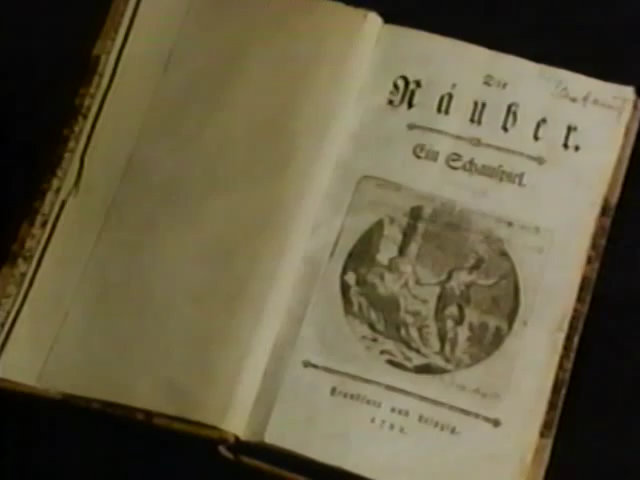 Die
Räuber.
Ein Schauspiel.
Frankfurt und Leipzig.